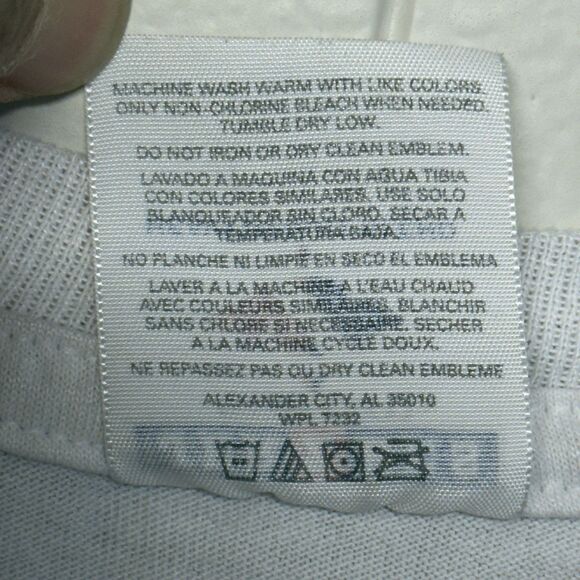 MACHINE WASH WARM WITH LIKE COLORS.
ONLY NON-CHLORINE BLEACH WHEN NEEDED.
TUMBLE DRY LOW.
DO NOT IRON OR DRY CLEAN EMBLEM.
LAVADO A MAQUINA CON AGUA TIBIA
CON COLORES SIMILARES. USE SOLO
BLANQUEADOR SIN CLORO. SECAR A
TEMPERATURA BAJA.
NO PLANCHE NI LIMPIE EN SECO EL EMBLEMA
LAVER A LA MACHINE A L'EAU CHAUD
AVEC COULEURS SIMILAIRES. BLANCHIR
SANS CHLORE SI NECESSAIRE. SECHER
A LA MACHINE CYCLE DOUX.
NE REPASSEZ PAS OU DRY CLEAN EMBLEME
ALEXANDER CITY, AL 35010
WPL 7232